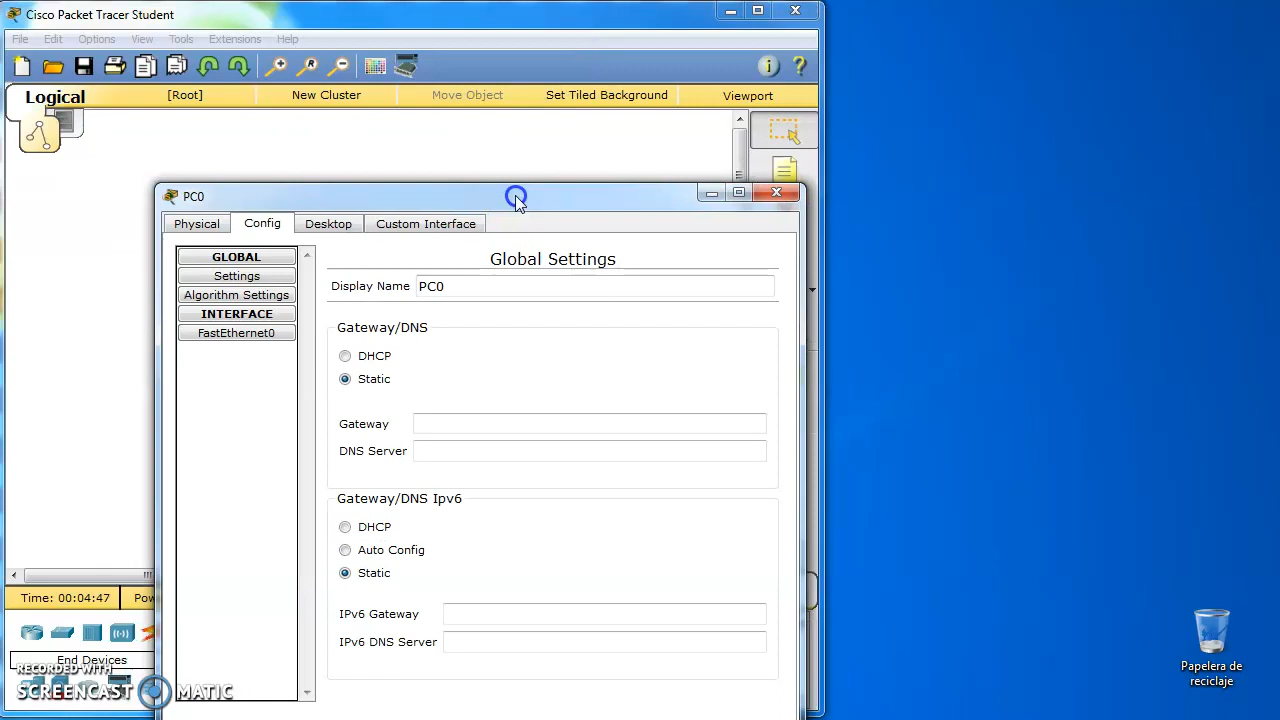 Cisco Packet Tracer Student
File Edit Options View Tools Extensions Help
Logical [Root] New Cluster Move Object Set Tiled Background Viewport
PC0
Physical Config Desktop Custom Interface
GLOBAL
Settings
Algorithm Settings
INTERFACE
FastEthernet0
Global Settings
Display Name PC0
Gateway/DNS
DHCP
Static
Gateway
DNS Server
Gateway/DNS Ipv6
DHCP
Auto Config
Static
IPv6 Gateway
IPv6 DNS Server
Time: 00:04:47 Pow
End Devices
RECORDED WITH
SCREENCAST MATIC
Papelera de
reciclaje